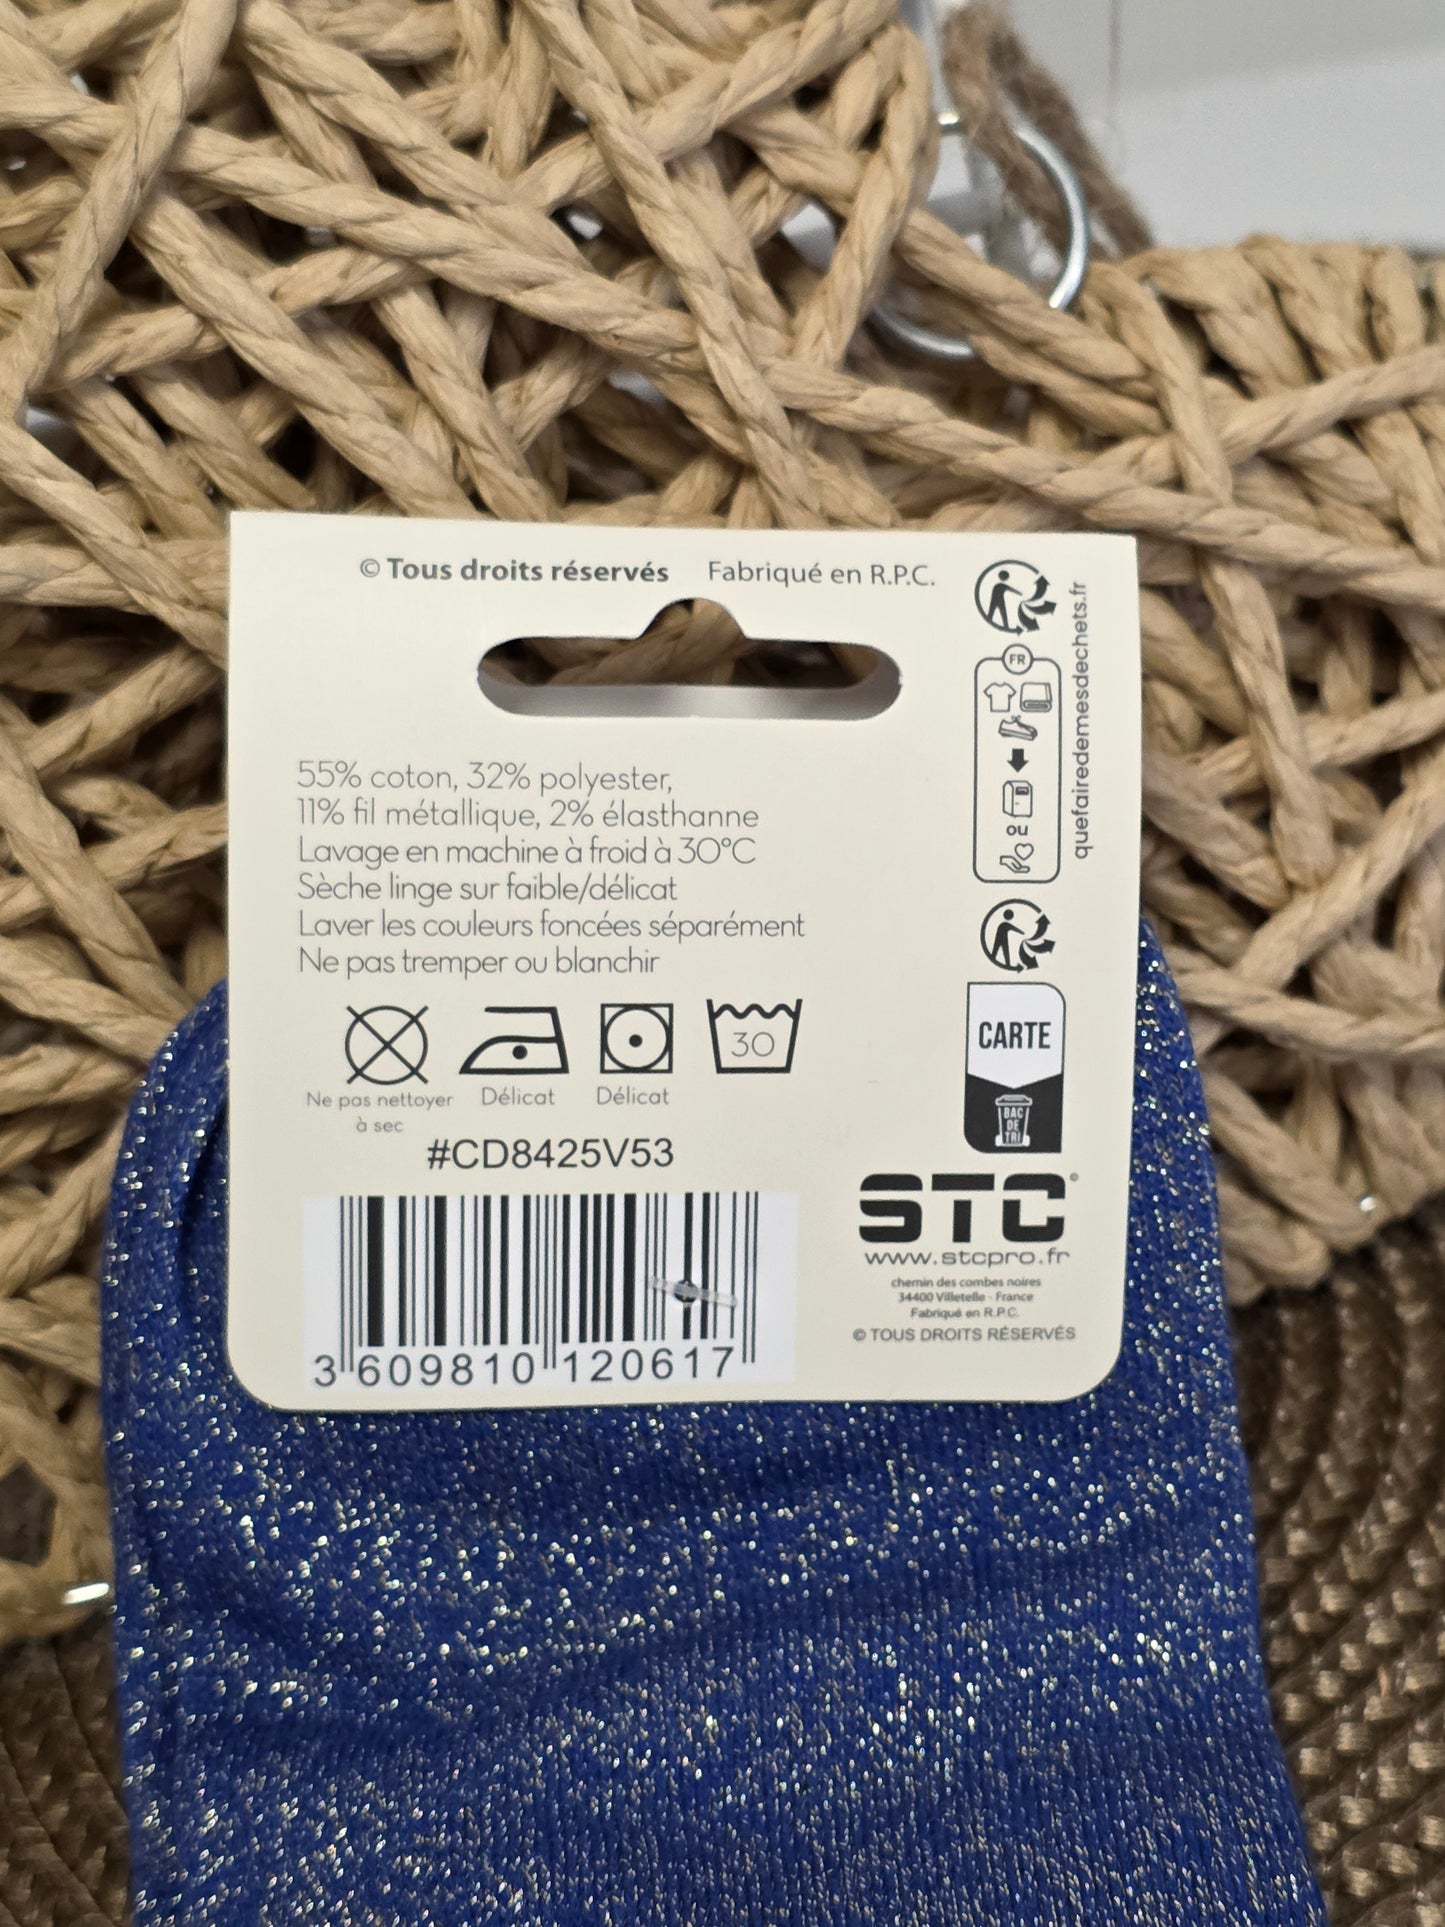 © Tous droits réservés Fabriqué en R.P.C.
quefairedemesdechets.fr
FR
ou
55% coton, 32% polyester,
11% fil métallique, 2% élasthanne
Lavage en machine à froid à 30°C
Sèche linge sur faible/délicat
Laver les couleurs foncées séparément
Ne pas tremper ou blanchir
30
Ne pas nettoyer
à sec
Délicat
Délicat
CARTE
BAC
DE
TRI
#CD8425V53
3 609810 120617
STC
www.stcpro.fr
chemin des combes noires
34400 Villetelle - France
Fabriqué en R.P.C.
© TOUS DROITS RÉSERVÉS